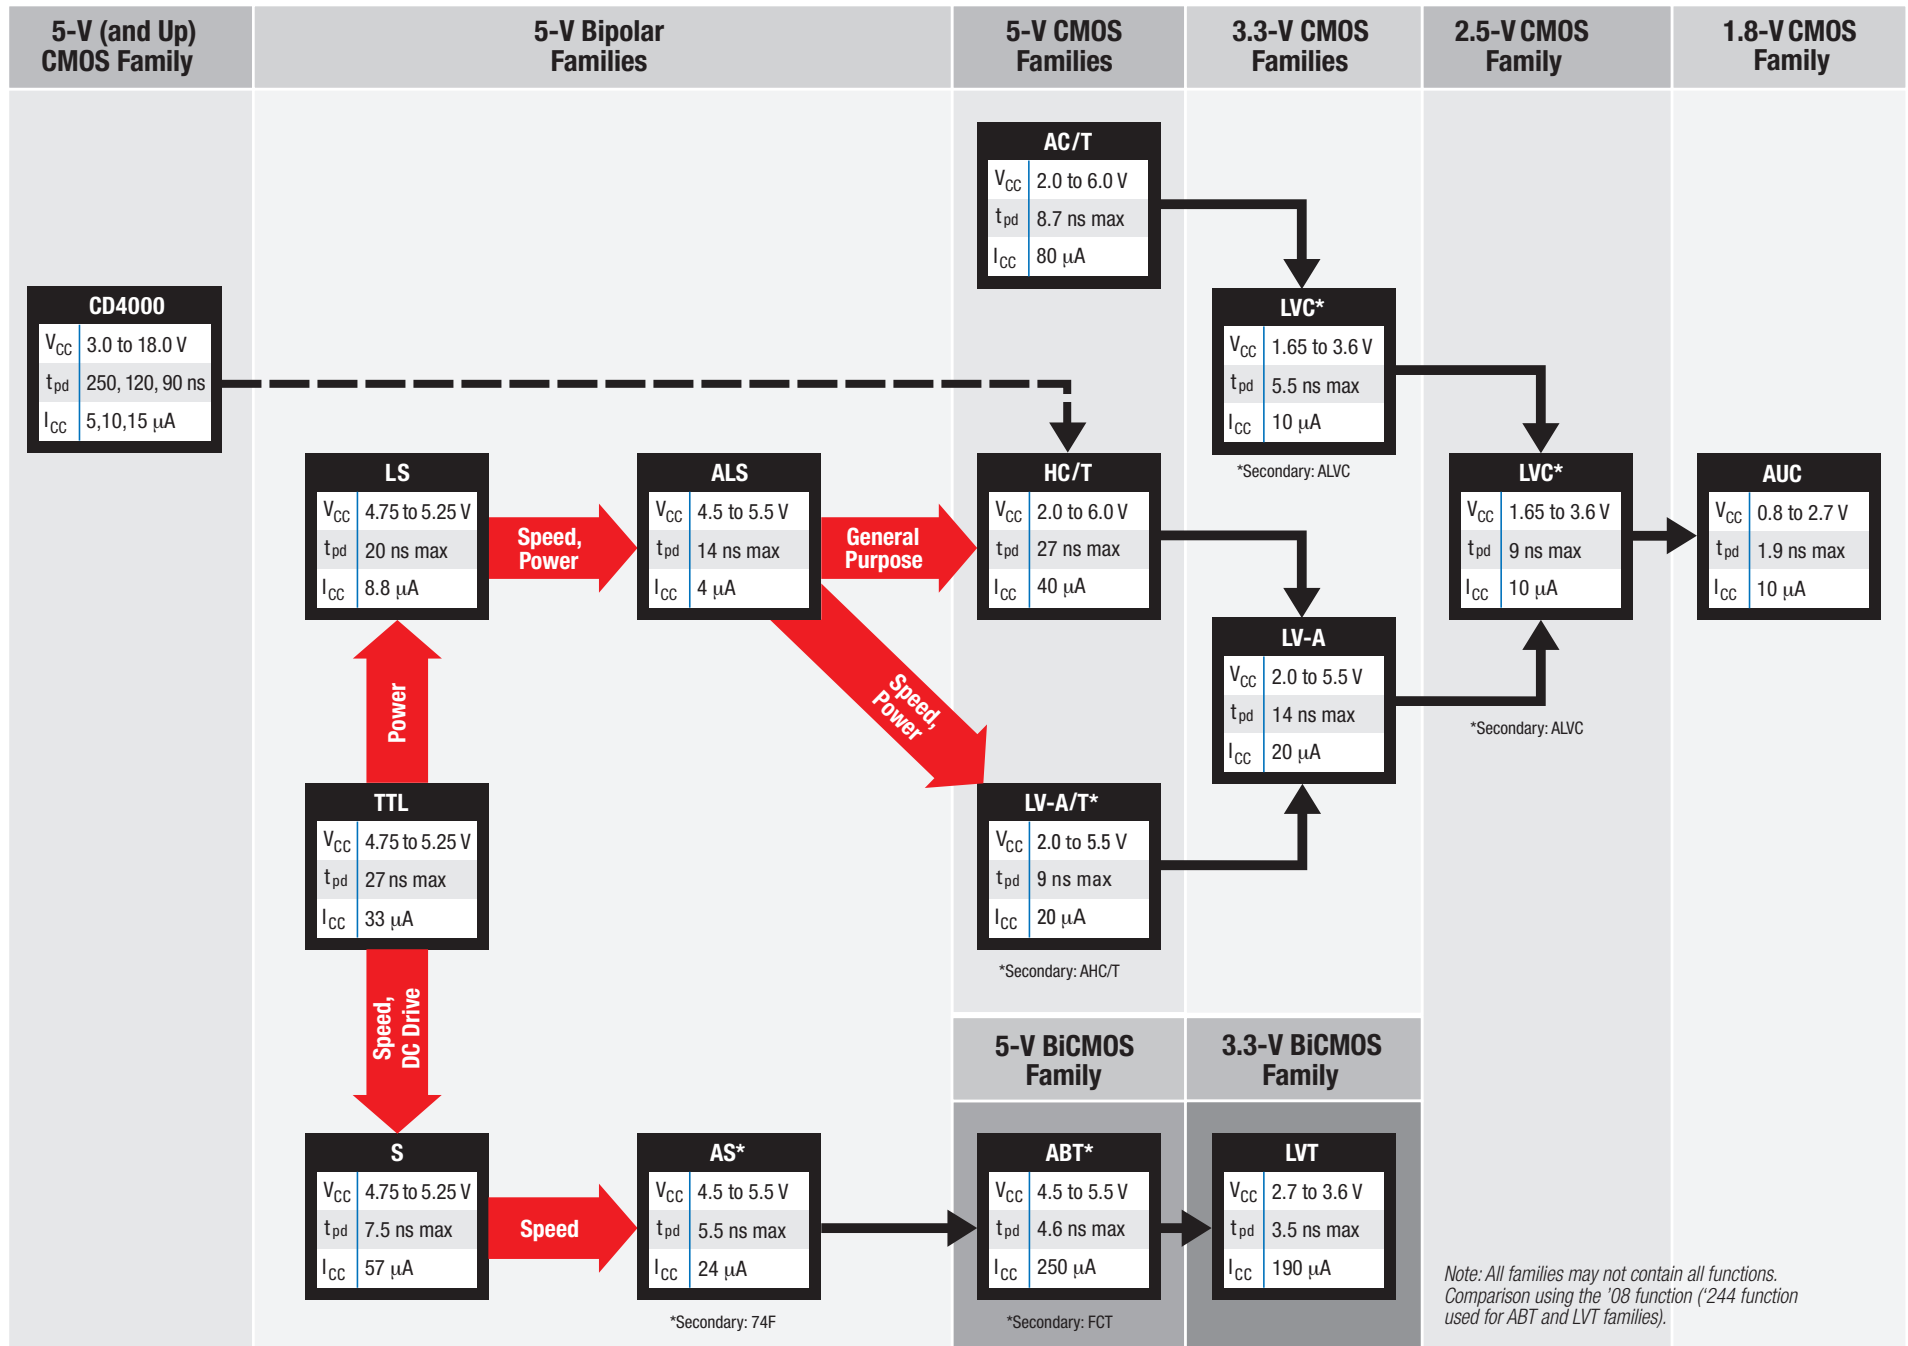 5-V (and Up)
CMOS Family
5-V Bipolar
Families
5-V CMOS
Families
3.3-V CMOS
Families
2.5-V CMOS
Family
1.8-V CMOS
Family
AC/T
VCC 2.0 to 6.0 V
tpd 8.7 ns max
ICC 80 µA
CD4000
VCC 3.0 to 18.0 V
tpd 250, 120, 90 ns
ICC 5,10,15 µA
LVC*
VCC 1.65 to 3.6 V
tpd 5.5 ns max
ICC 10 µA
*Secondary: ALVC
LS
VCC 4.75 to 5.25 V
tpd 20 ns max
ICC 8.8 µA
Speed,
Power
ALS
VCC 4.5 to 5.5 V
tpd 14 ns max
ICC 4 µA
General
Purpose
HC/T
VCC 2.0 to 6.0 V
tpd 27 ns max
ICC 40 µA
LVC*
VCC 1.65 to 3.6 V
tpd 9 ns max
ICC 10 µA
*Secondary: ALVC
AUC
VCC 0.8 to 2.7 V
tpd 1.9 ns max
ICC 10 µA
Power
Speed,
Power
LV-A
VCC 2.0 to 5.5 V
tpd 14 ns max
ICC 20 µA
TTL
VCC 4.75 to 5.25 V
tpd 27 ns max
ICC 33 µA
LV-A/T*
VCC 2.0 to 5.5 V
tpd 9 ns max
ICC 20 µA
*Secondary: AHC/T
Speed,
DC Drive
5-V BiCMOS
Family
3.3-V BiCMOS
Family
S
VCC 4.75 to 5.25 V
tpd 7.5 ns max
ICC 57 µA
Speed
AS*
VCC 4.5 to 5.5 V
tpd 5.5 ns max
ICC 24 µA
*Secondary: 74F
ABT*
VCC 4.5 to 5.5 V
tpd 4.6 ns max
ICC 250 µA
*Secondary: FCT
LVT
VCC 2.7 to 3.6 V
tpd 3.5 ns max
ICC 190 µA
Note: All families may not contain all functions.
Comparison using the ’08 function (‘244 function
used for ABT and LVT families).